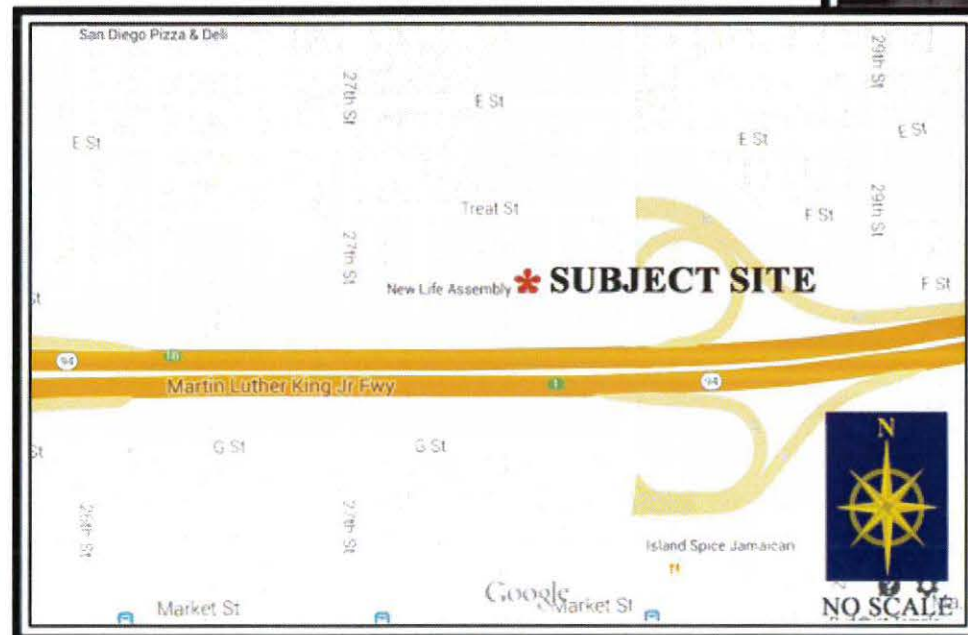 San Diego Pizza & Deli
27th St
E St
29th St
E St
E St
E St
Treat St
F St
29th St
27th St
New Life Assembly * SUBJECT SITE
F St
St
94
Martin Luther King Jr Fwy
94
St
G St
G St
N
26th St
27th St
Island Spice Jamaican
Google
Market St
Market St
NO SCALE